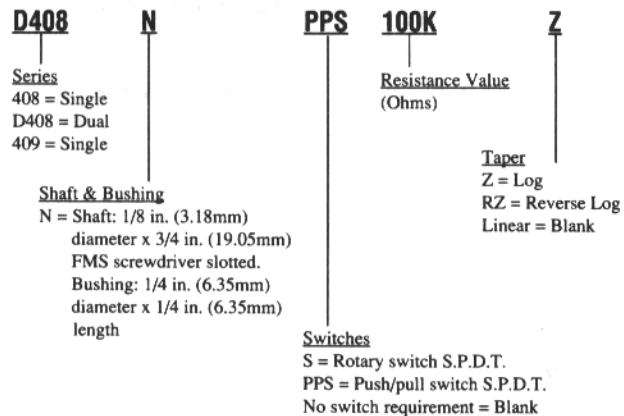 D408 N PPS 100K Z
Series
408 = Single
D408 = Dual
409 = Single
Resistance Value
(Ohms)
Taper
Z = Log
RZ = Reverse Log
Linear = Blank
Shaft & Bushing
N = Shaft: 1/8 in. (3.18mm)
diameter x 3/4 in. (19.05mm)
FMS screwdriver slotted.
Bushing: 1/4 in. (6.35mm)
diameter x 1/4 in. (6.35mm)
length
Switches
S = Rotary switch S.P.D.T.
PPS = Push/pull switch S.P.D.T.
No switch requirement = Blank